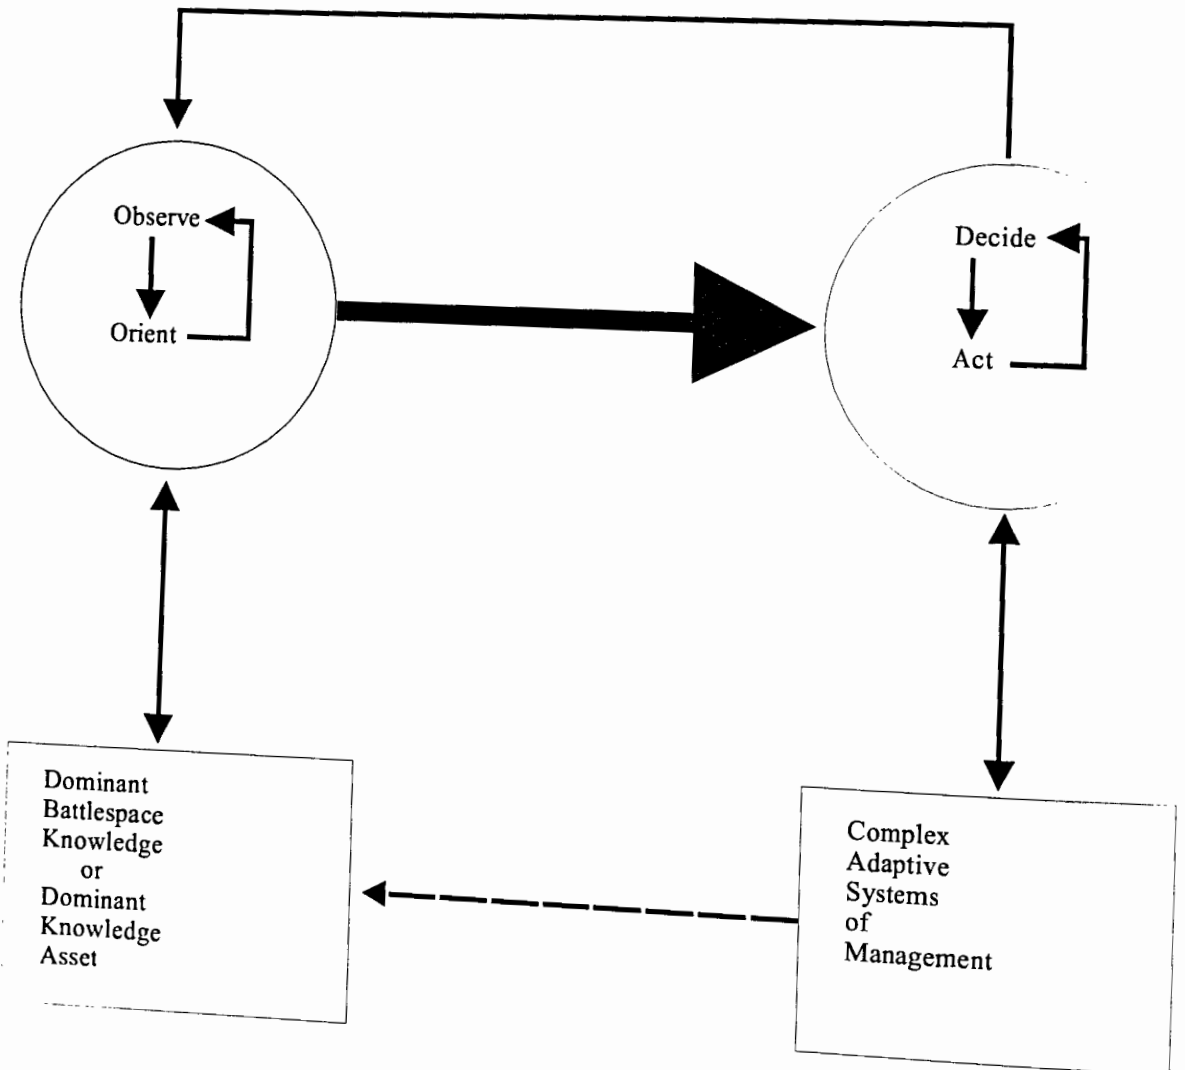 Observe
Orient
Decide
Act
Dominant
Battlespace
Knowledge
or
Dominant
Knowledge
Asset
Complex
Adaptive
Systems
of
Management